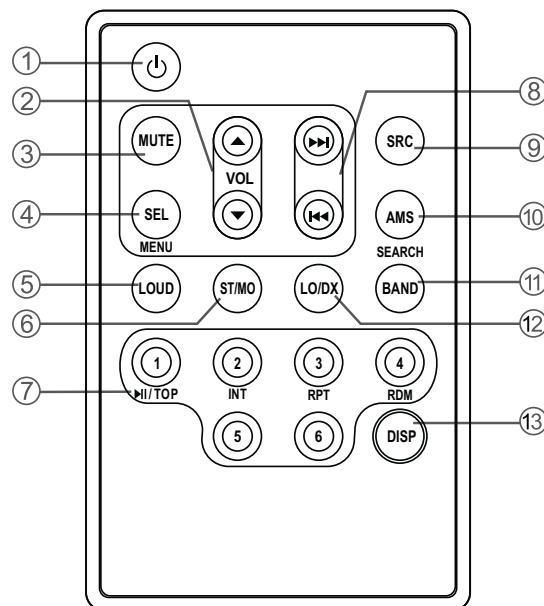 1
2
8
MUTE
SRC
3
VOL
9
4
SEL
AMS
10
MENU
SEARCH
5
LOUD
ST/MO
LO/DX
BAND
11
6
12
1
2
3
4
7
/TOP
INT
RPT
RDM
5
6
DISP
13